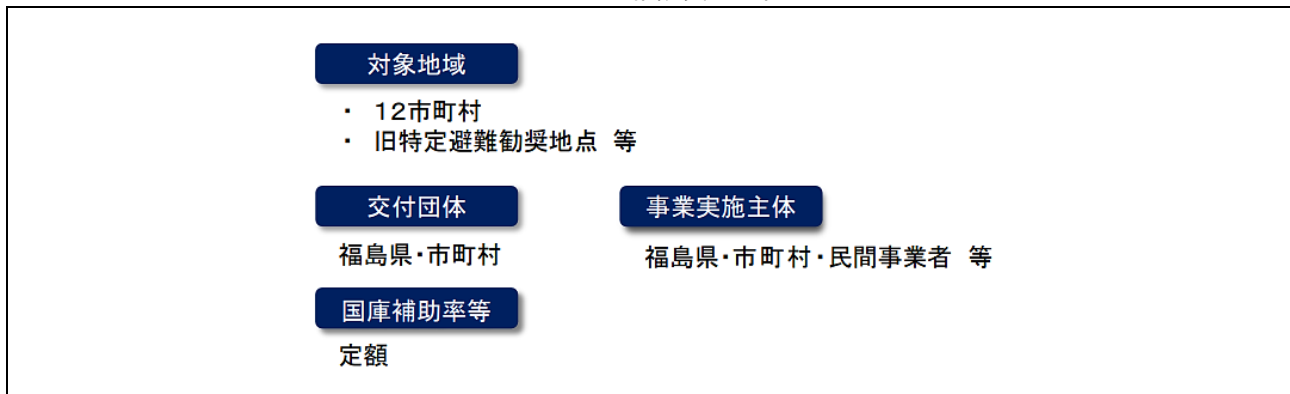 対象地域
・ 12市町村
・ 旧特定避難勧奨地点 等
交付団体
事業実施主体
福島県・市町村
福島県・市町村・民間事業者 等
国庫補助率等
定額